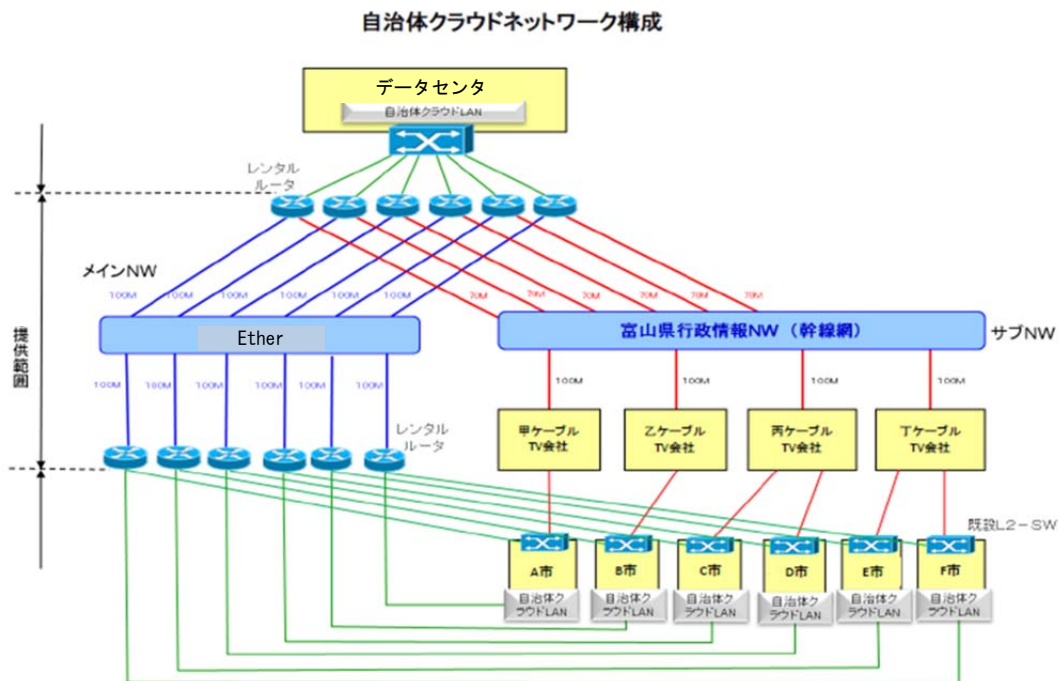 自治体クラウドネットワーク構成
データセンタ
自治体クラウドLAN
レンタル
ルータ
メインNW
100M
100M
100M
100M
100M
100M
70M
70M
70M
70M
70M
70M
提供範囲
Ether
富山県行政情報NW（幹線網）
サブNW
100M
100M
100M
100M
100M
100M
100M
100M
100M
100M
レンタル
ルータ
甲ケーブル
TV会社
乙ケーブル
TV会社
丙ケーブル
TV会社
丁ケーブル
TV会社
既設L2－SW
A市
B市
C市
D市
E市
F市
自治体ク
ラウドLAN
自治体ク
ラウドLAN
自治体ク
ラウドLAN
自治体ク
ラウドLAN
自治体ク
ラウドLAN
自治体ク
ラウドLAN